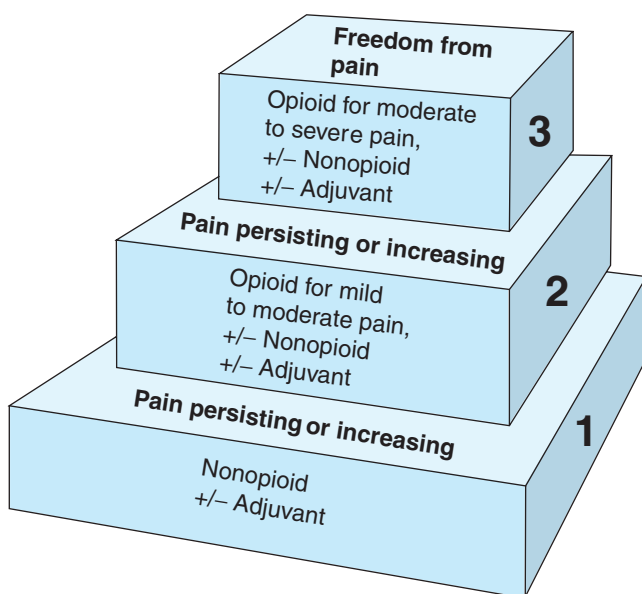 Freedom from
pain
Opioid for moderate
to severe pain,
+/– Nonopioid
+/– Adjuvant
3
Pain persisting or increasing
Opioid for mild
to moderate pain,
+/– Nonopioid
+/– Adjuvant
2
Pain persisting or increasing
Nonopioid
+/– Adjuvant
1